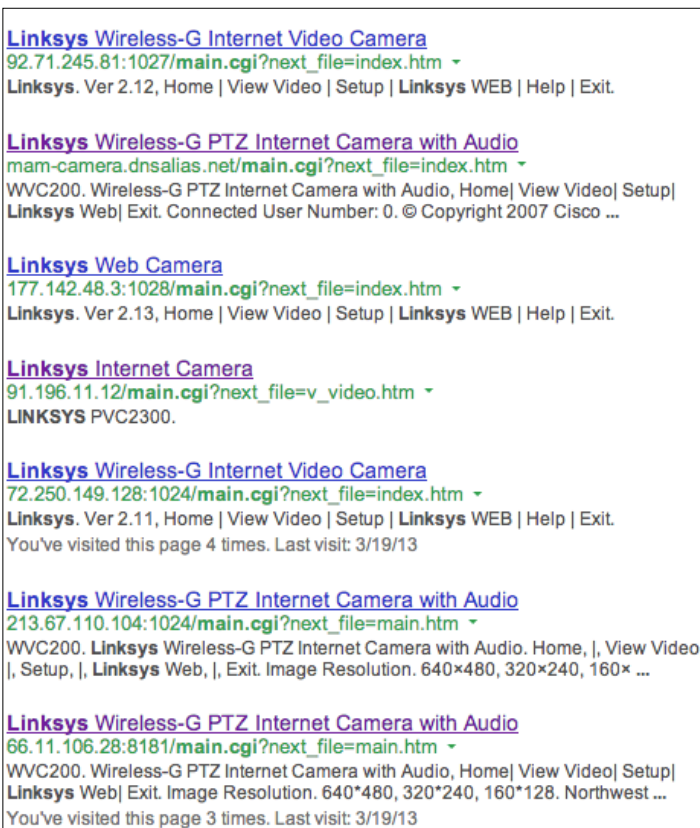 Linksys Wireless-G Internet Video Camera
92.71.245.81:1027/main.cgi?next_file=index.htm
Linksys. Ver 2.12, Home | View Video | Setup | Linksys WEB | Help | Exit.
Linksys Wireless-G PTZ Internet Camera with Audio
mam-camera.dnsalias.net/main.cgi?next_file=index.htm
WVC200. Wireless-G PTZ Internet Camera with Audio, Home| View Video| Setup|
Linksys Web| Exit. Connected User Number: 0. © Copyright 2007 Cisco ...
Linksys Web Camera
177.142.48.3:1028/main.cgi?next_file=index.htm
Linksys. Ver 2.13, Home | View Video | Setup | Linksys WEB | Help | Exit.
Linksys Internet Camera
91.196.11.12/main.cgi?next_file=v_video.htm
LINKSYS PVC2300.
Linksys Wireless-G Internet Video Camera
72.250.149.128:1024/main.cgi?next_file=index.htm
Linksys. Ver 2.11, Home | View Video | Setup | Linksys WEB | Help | Exit.
You've visited this page 4 times. Last visit: 3/19/13
Linksys Wireless-G PTZ Internet Camera with Audio
213.67.110.104:1024/main.cgi?next_file=main.htm
WVC200. Linksys Wireless-G PTZ Internet Camera with Audio. Home, |, View Video
|, Setup, |, Linksys Web, |, Exit. Image Resolution. 640×480, 320×240, 160× ...
Linksys Wireless-G PTZ Internet Camera with Audio
66.11.106.28:8181/main.cgi?next_file=main.htm
WVC200. Wireless-G PTZ Internet Camera with Audio, Home| View Video| Setup|
Linksys Web| Exit. Image Resolution. 640*480, 320*240, 160*128. Northwest ...
You've visited this page 3 times. Last visit: 3/19/13